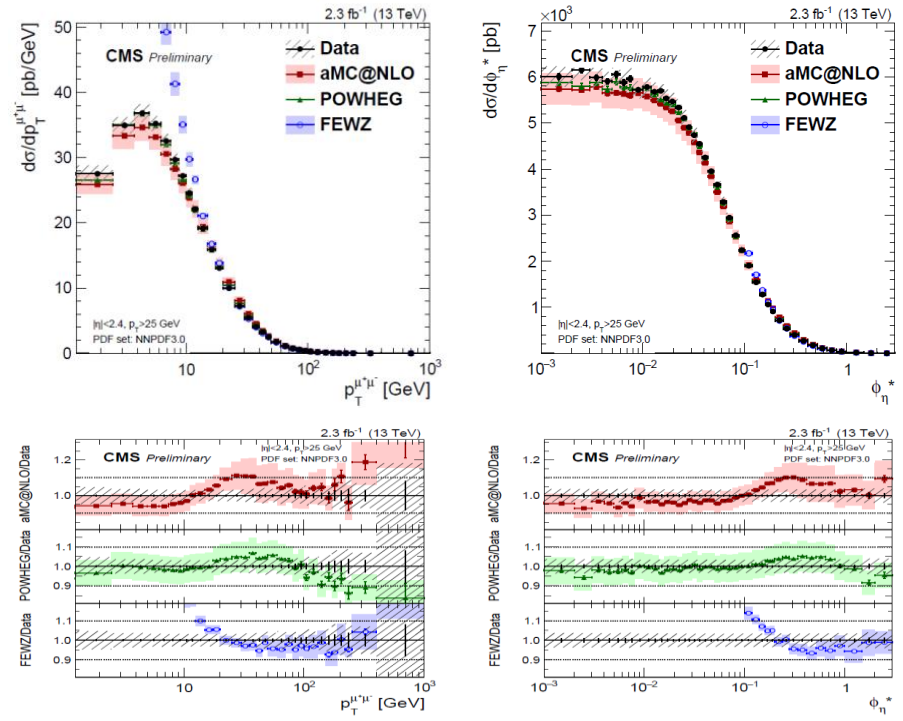 2.3 fb⁻¹ (13 TeV)
CMS Preliminary
dσ/dp_T^{μ⁺μ⁻} [pb/GeV]
50
40
30
20
10
0
Data
aMC@NLO
POWHEG
FEWZ
|η|<2.4, p_T>25 GeV
PDF set: NNPDF3.0
10 10² 10³
p_T^{μ⁺μ⁻} [GeV]
2.3 fb⁻¹ (13 TeV)
×10³
CMS Preliminary
dσ/dϕ_η* [pb]
7
6
5
4
3
2
1
0
Data
aMC@NLO
POWHEG
FEWZ
|η|<2.4, p_T>25 GeV
PDF set: NNPDF3.0
10⁻³ 10⁻² 10⁻¹ 1
ϕ_η*
2.3 fb⁻¹ (13 TeV)
CMS Preliminary
|η|<2.4, p_T>25 GeV
PDF set: NNPDF3.0
aMC@NLO/Data
1.2
1.0
POWHEG/Data
1.1
1.0
0.9
FEWZ/Data
1.1
1.0
0.9
10 10² 10³
p_T^{μ⁺μ⁻} [GeV]
2.3 fb⁻¹ (13 TeV)
CMS Preliminary
|η|<2.4, p_T>25 GeV
PDF set: NNPDF3.0
aMC@NLO/Data
1.2
1.0
POWHEG/Data
1.1
1.0
0.9
FEWZ/Data
1.1
1.0
0.9
10⁻³ 10⁻² 10⁻¹ 1
ϕ_η*